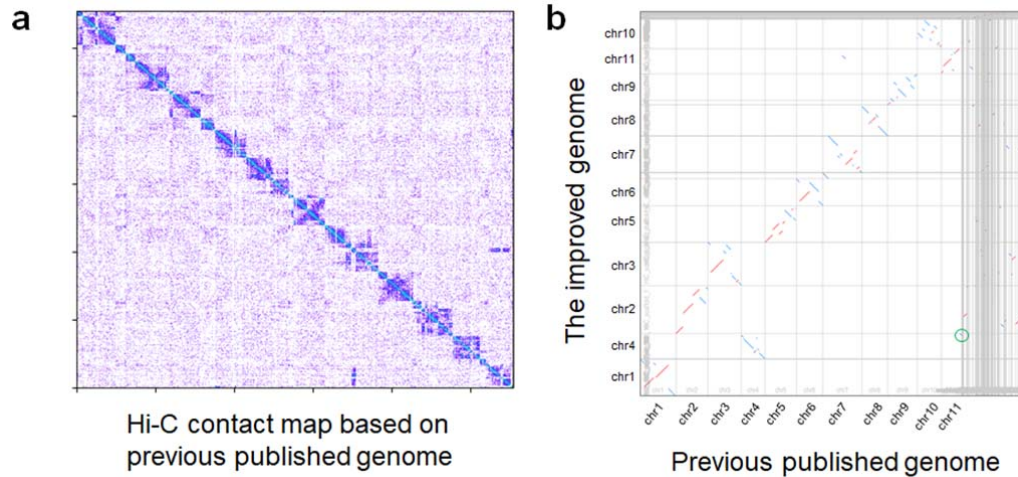 a
b
chr10
chr11
chr9
chr8
chr7
chr6
chr5
chr3
chr2
chr4
chr1
The improved genome
chr1 chr2 chr3 chr4 chr5 chr6 chr7 chr8 chr9 chr10 chr11
Hi-C contact map based on
previous published genome
Previous published genome